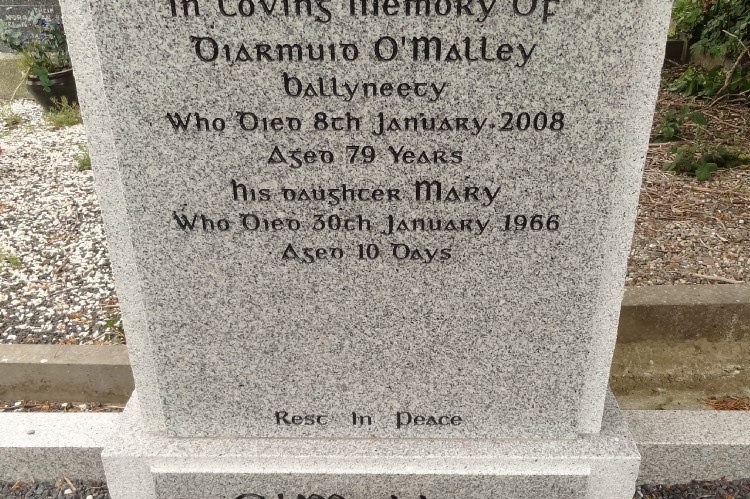 In Loving Memory Of
Diarmuid O'Malley
Ballyneety
Who Died 8th January 2008
Aged 79 Years
His daughter Mary
Who Died 30th January 1966
Aged 10 Days
Rest In Peace